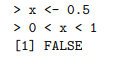 > x <- 0.5
> 0 < x < 1
[1] FALSE